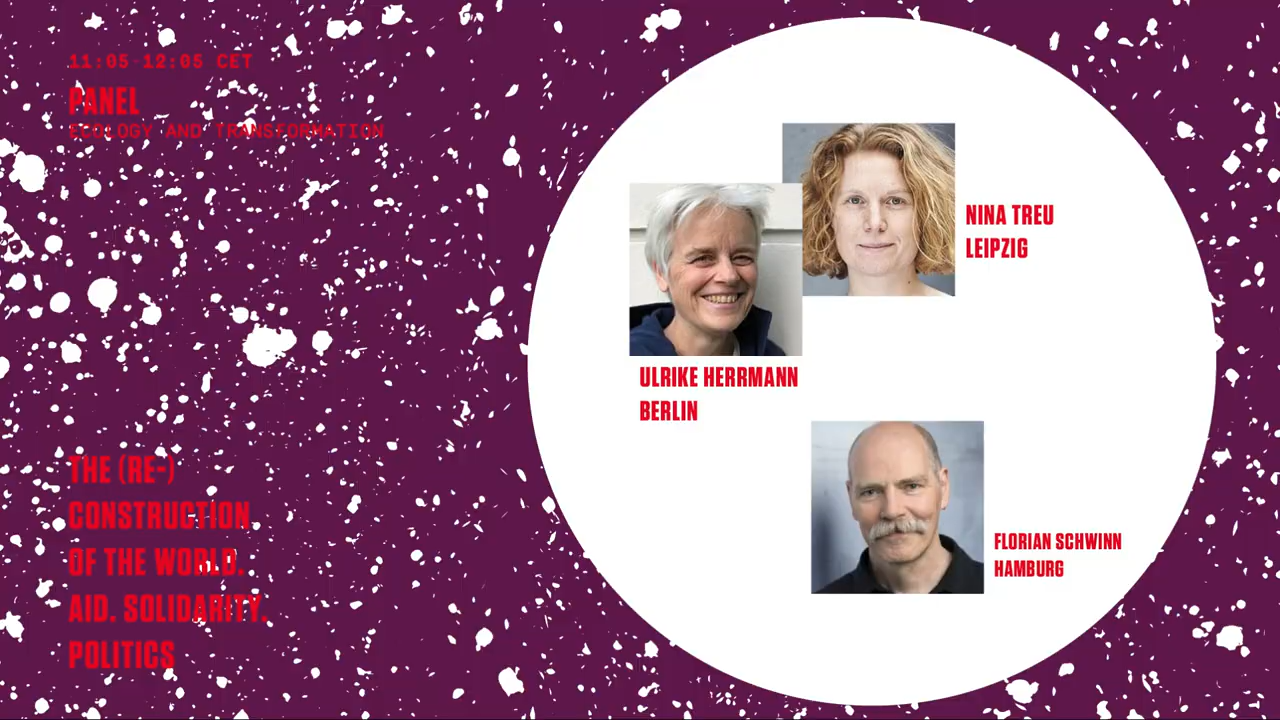 11:05-12:05 CET
PANEL
ECOLOGY AND TRANSFORMATION
NINA TREU
LEIPZIG
ULRIKE HERRMANN
BERLIN
FLORIAN SCHWINN
HAMBURG
THE (RE-)
CONSTRUCTION
OF THE WORLD.
AID. SOLIDARITY.
POLITICS